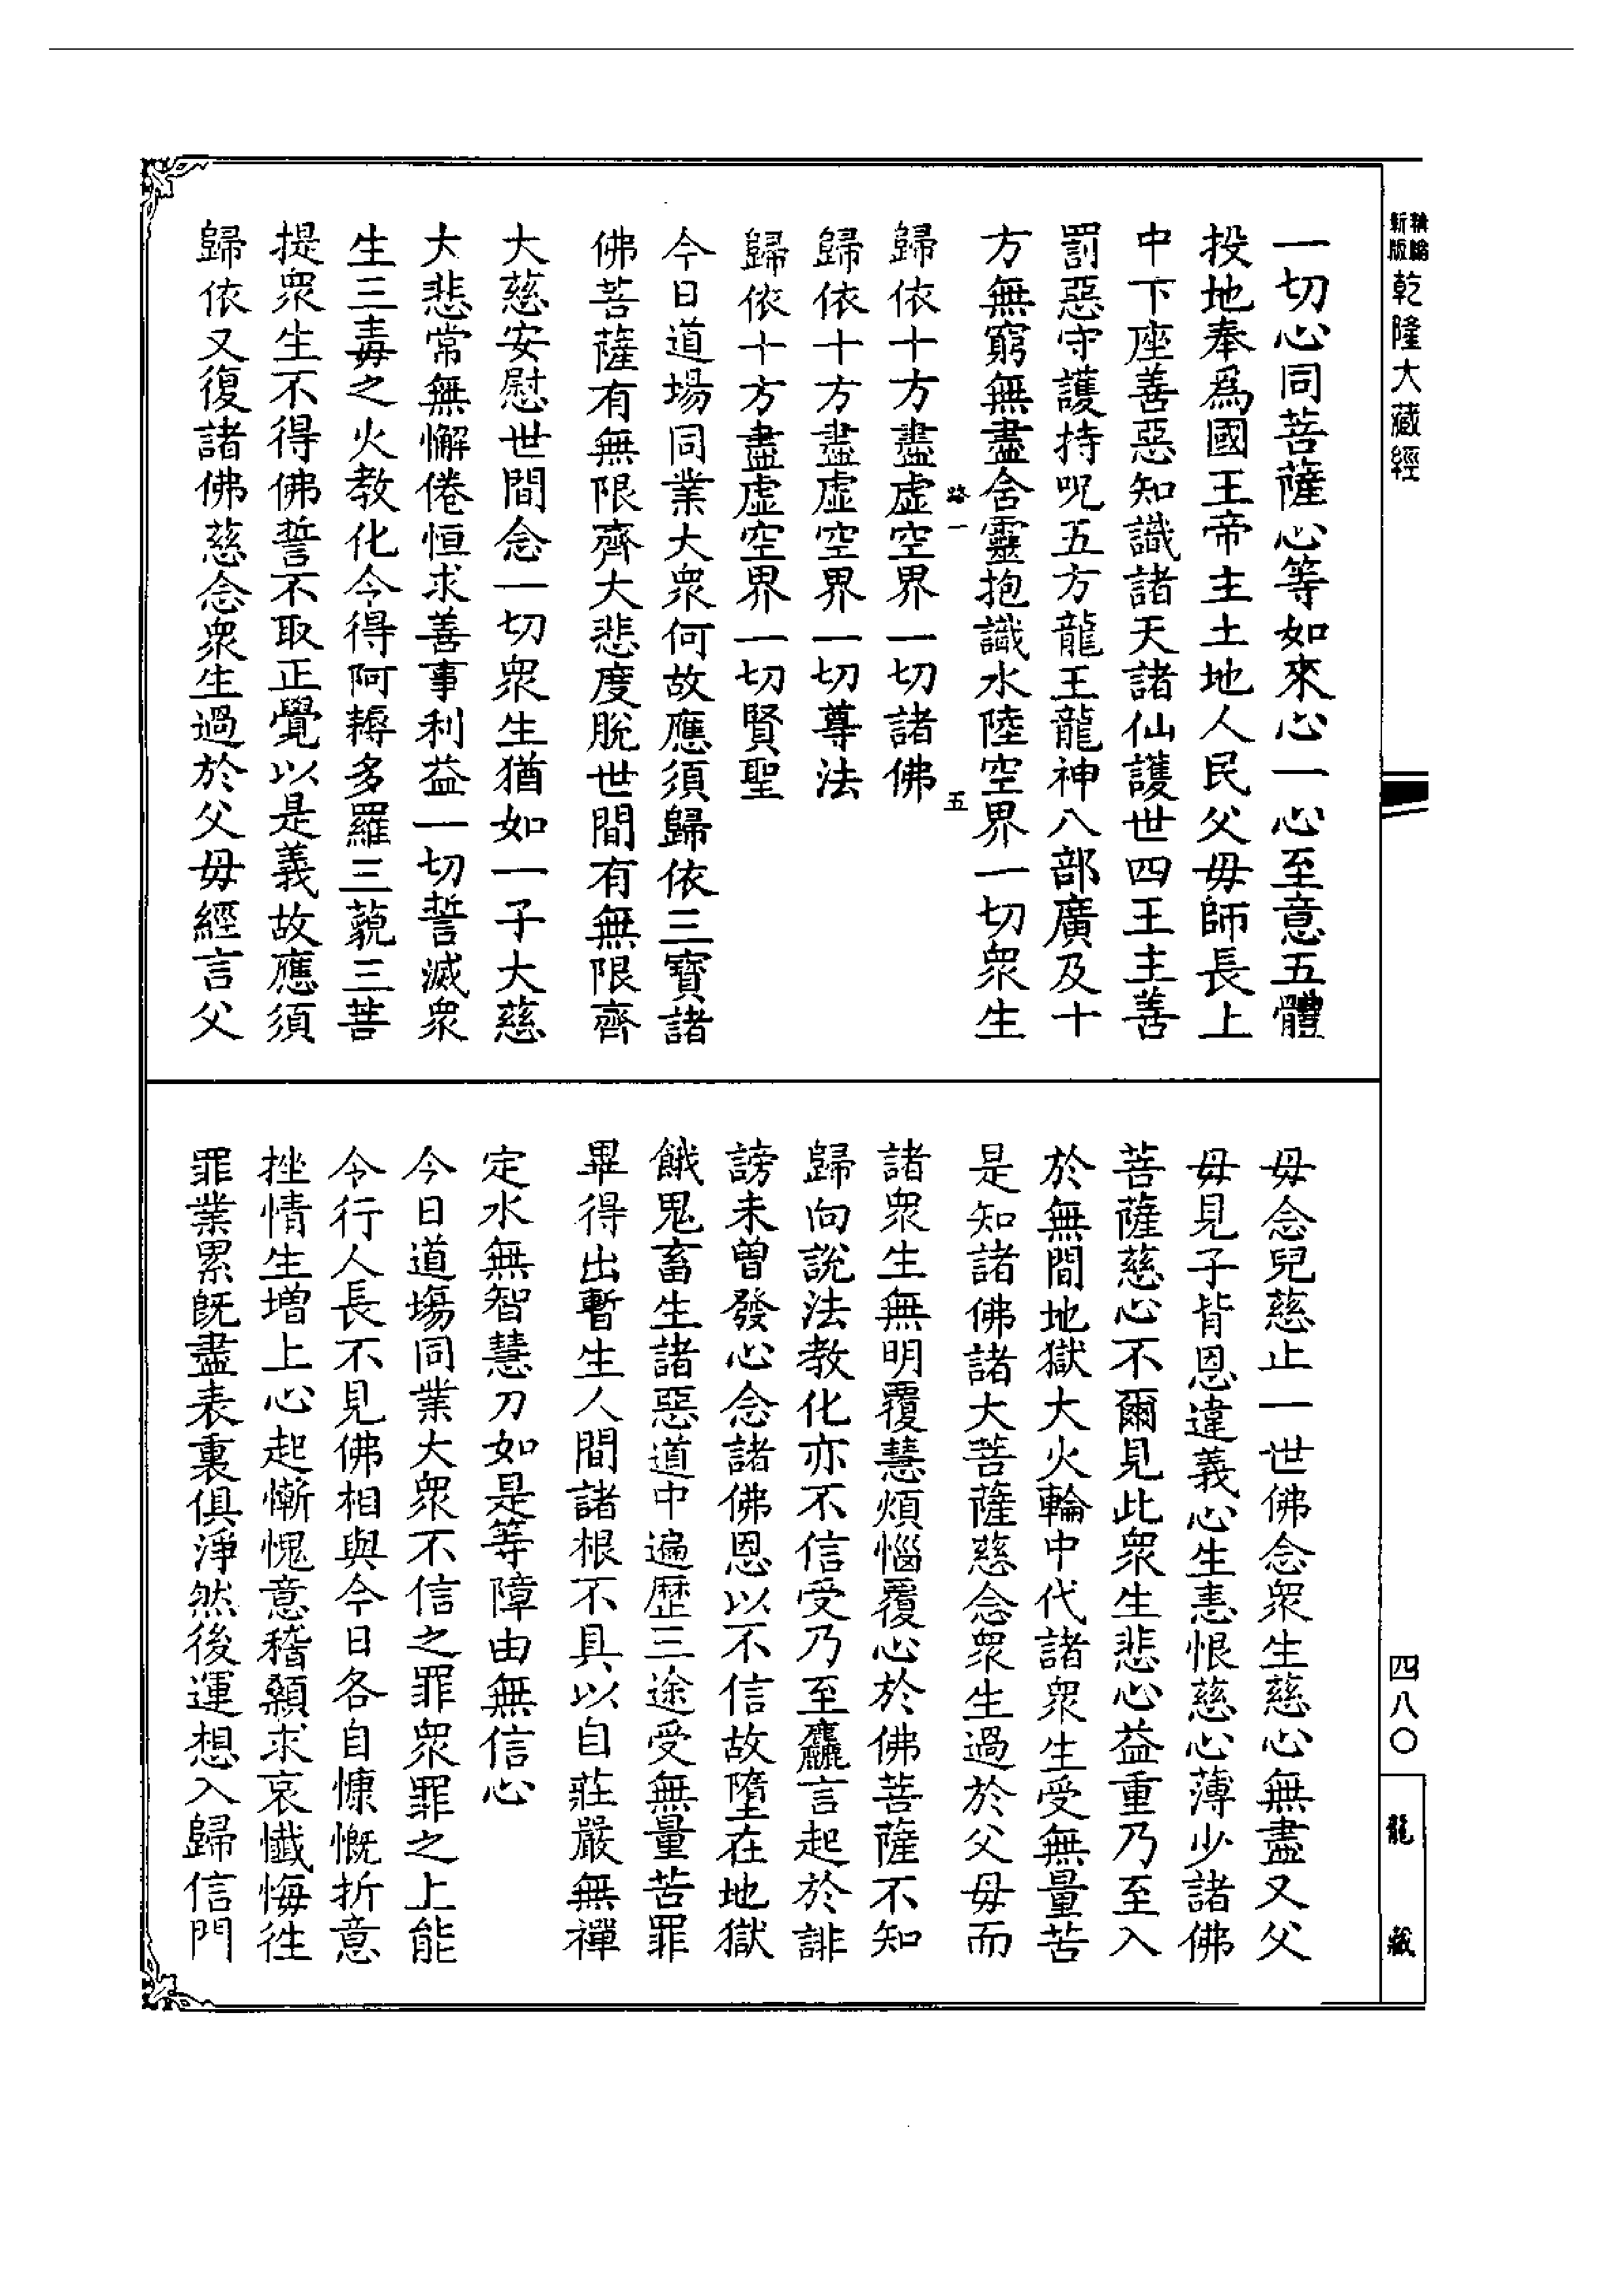 新版
乾隆大藏經
一切心同菩薩心等如來心一心至意五體
投地奉爲國王帝主土地人民父母師長上
中下座善惡知識諸天諸仙護世四王主善
罰惡守護持呪五方龍王龍神八部廣及十
方無窮無盡含靈抱識水陸空界一切衆生
路一
五
歸依十方盡虛空界一切諸佛
歸依十方盡虛空界一切尊法
歸依十方盡虛空界一切賢聖
今日道場同業大衆何故應須歸依三寶諸
佛菩薩有無限齊大悲度脫世間有無限齊
大慈安慰世間念一切衆生猶如一子大慈
大悲常無懈倦恒求善事利益一切誓滅衆
生三毒之火教化令得阿耨多羅三藐三菩
提衆生不得佛誓不取正覺以是義故應須
歸依又復諸佛慈念衆生過於父母經言父
母念兒慈止一世佛念衆生慈心無盡又父
母見子背恩違義心生恚恨慈心薄少諸佛
菩薩慈心不爾見此衆生悲心益重乃至入
於無間地獄大火輪中代諸衆生受無量苦
是知諸佛諸大菩薩慈念衆生過於父母而
諸衆生無明覆慧煩惱覆心於佛菩薩不知
歸向說法教化亦不信受乃至麤言起於誹
謗未曾發心念諸佛恩以不信故墮在地獄
餓鬼畜生諸惡道中遍歷三途受無量苦罪
畢得出暫生人間諸根不具以自莊嚴無禪
定水無智慧刀如是等障由無信心
今日道場同業大衆不信之罪衆罪之上能
令行人長不見佛相與今日各自慷慨折意
挫情生增上心起慚愧意稽顙求哀懺悔往
罪業累旣盡表裏俱淨然後運想入歸信門
四八〇
龍藏